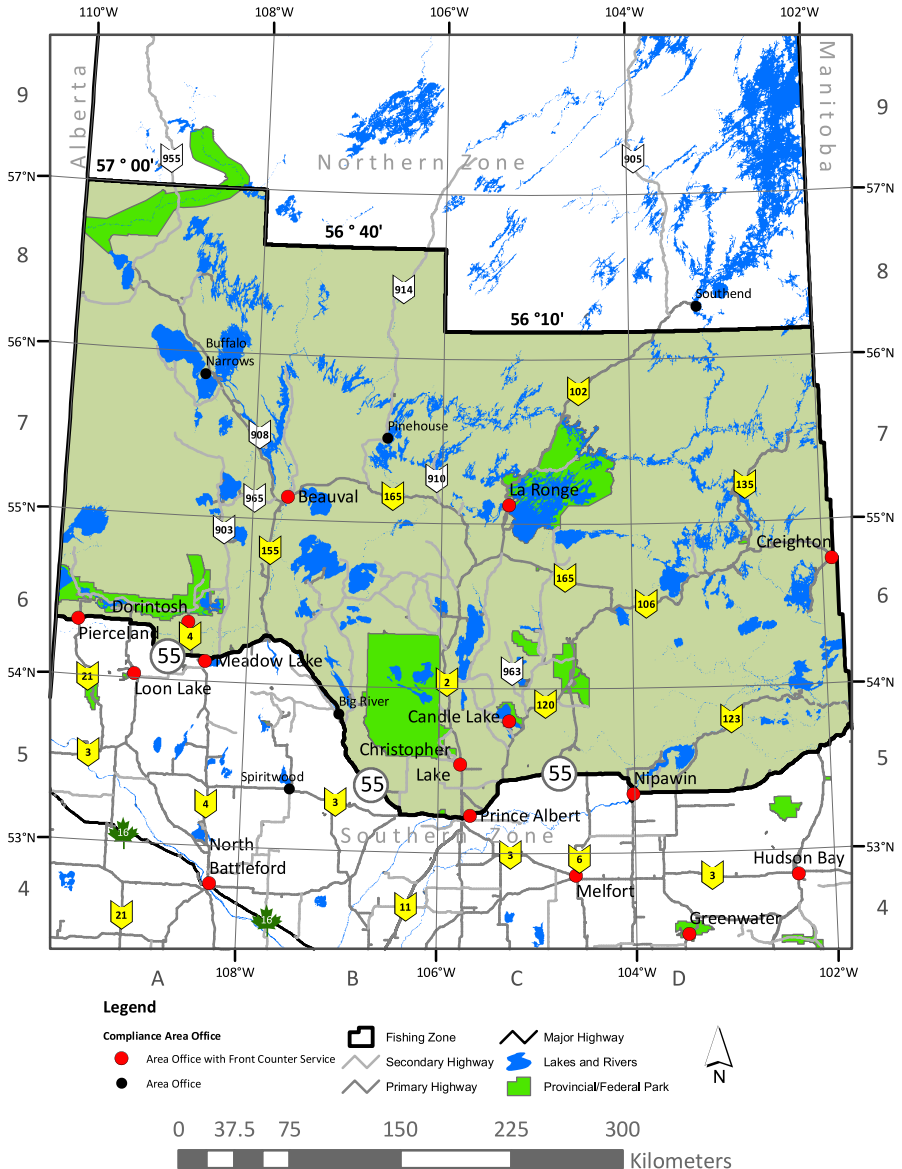 110°W 108°W 106°W 104°W 102°W
Alberta
Manitoba
9 9
955
905
57 ° 00'
Northern Zone
57°N 57°N
56 ° 40'
8 8
914
Southend
56 °10'
56°N 56°N
Buffalo
Narrows
102
7 7
Pinehouse
908
910
135
965
Beauval
165
La Ronge
55°N 55°N
903
Creighton
155
165
6 6
106
Dorintosh
Pierceland
4
55
Meadow Lake
963
54°N 54°N
21
Loon Lake
2
Big River
120
Candle Lake
123
5 5
3
Christopher
Lake
55
55
Spiritwood
Nipawin
4
3
Prince Albert
53°N 53°N
16
Southern Zone
North
Battleford
3
6
3
Hudson Bay
4 4
Melfort
21
16
11
Greenwater
108°W 106°W 104°W 102°W
A B C D
Legend
Compliance Area Office
Area Office with Front Counter Service
Area Office
Fishing Zone
Secondary Highway
Primary Highway
Major Highway
Lakes and Rivers
Provincial/Federal Park
N
0 37.5 75 150 225 300
Kilometers